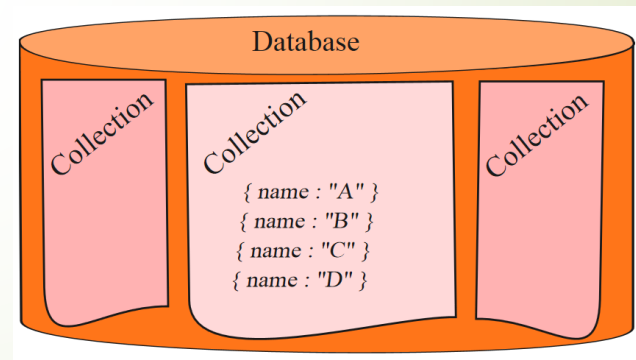 Database
Collection
Collection
Collection
{ name : "A" }
{ name : "B" }
{ name : "C" }
{ name : "D" }